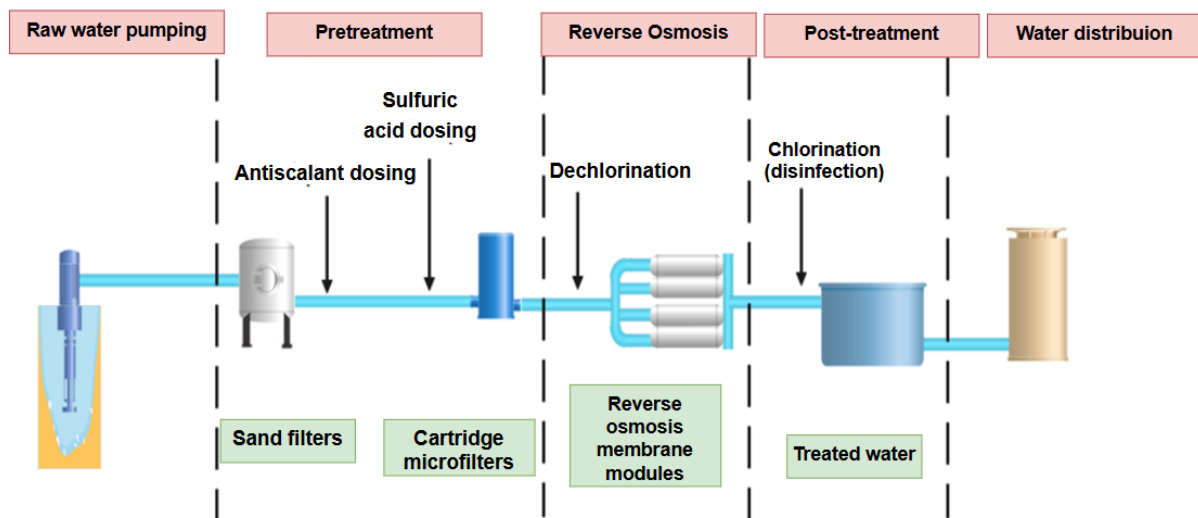 Raw water pumping
Pretreatment
Reverse Osmosis
Post-treatment
Water distribuion
Sulfuric
acid dosing
Antiscalant dosing
Dechlorination
Chlorination
(disinfection)
Sand filters
Cartridge
microfilters
Reverse
osmosis
membrane
modules
Treated water